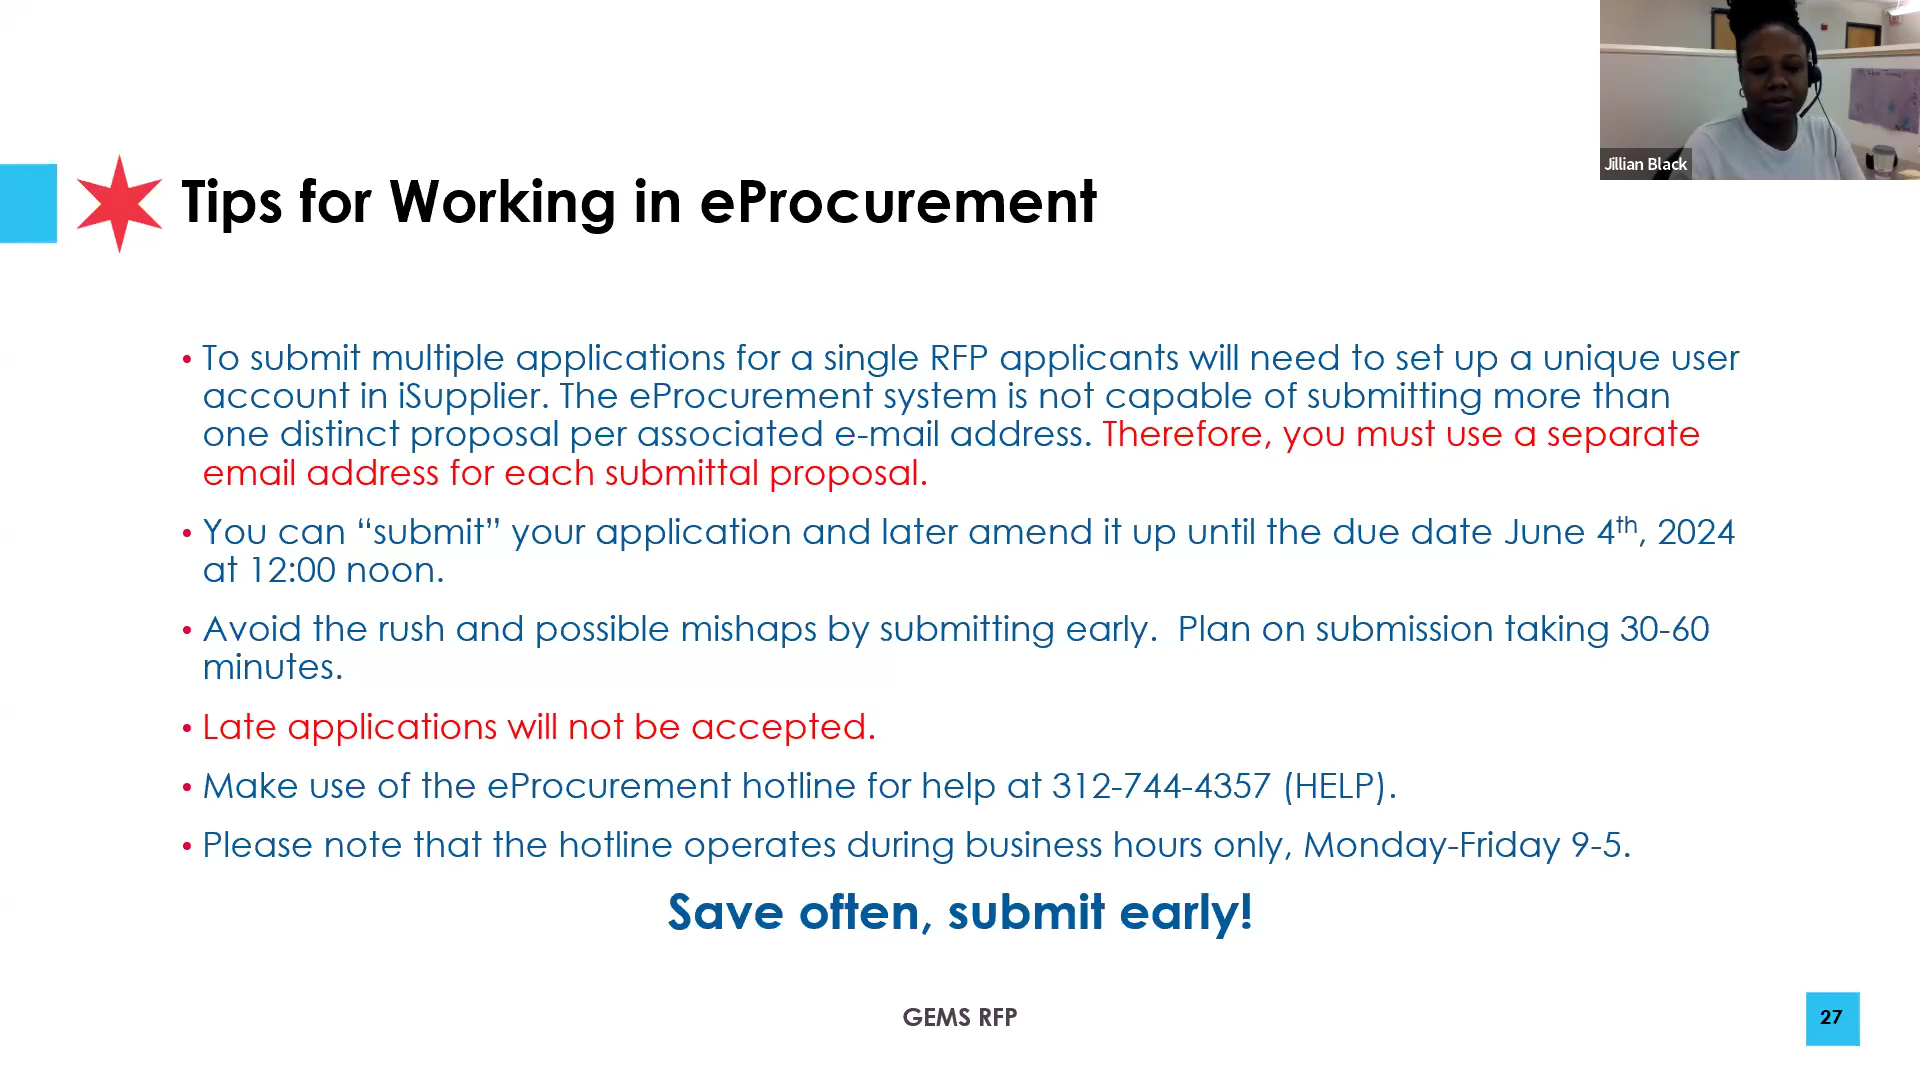 Jillian Black
Tips for Working in eProcurement
• To submit multiple applications for a single RFP applicants will need to set up a unique user
account in iSupplier. The eProcurement system is not capable of submitting more than
one distinct proposal per associated e-mail address. Therefore, you must use a separate
email address for each submittal proposal.
• You can “submit” your application and later amend it up until the due date June 4th, 2024
at 12:00 noon.
• Avoid the rush and possible mishaps by submitting early.  Plan on submission taking 30-60
minutes.
• Late applications will not be accepted.
• Make use of the eProcurement hotline for help at 312-744-4357 (HELP).
• Please note that the hotline operates during business hours only, Monday-Friday 9-5.
Save often, submit early!
GEMS RFP
27